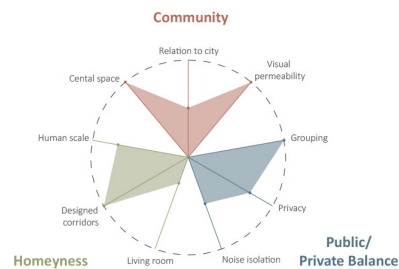 Community
Relation to city
Cental space
Visual
permeability
Human scale
Grouping
Designed
corridors
Privacy
Living room
Noise isolation
Homeyness
Public/
Private Balance